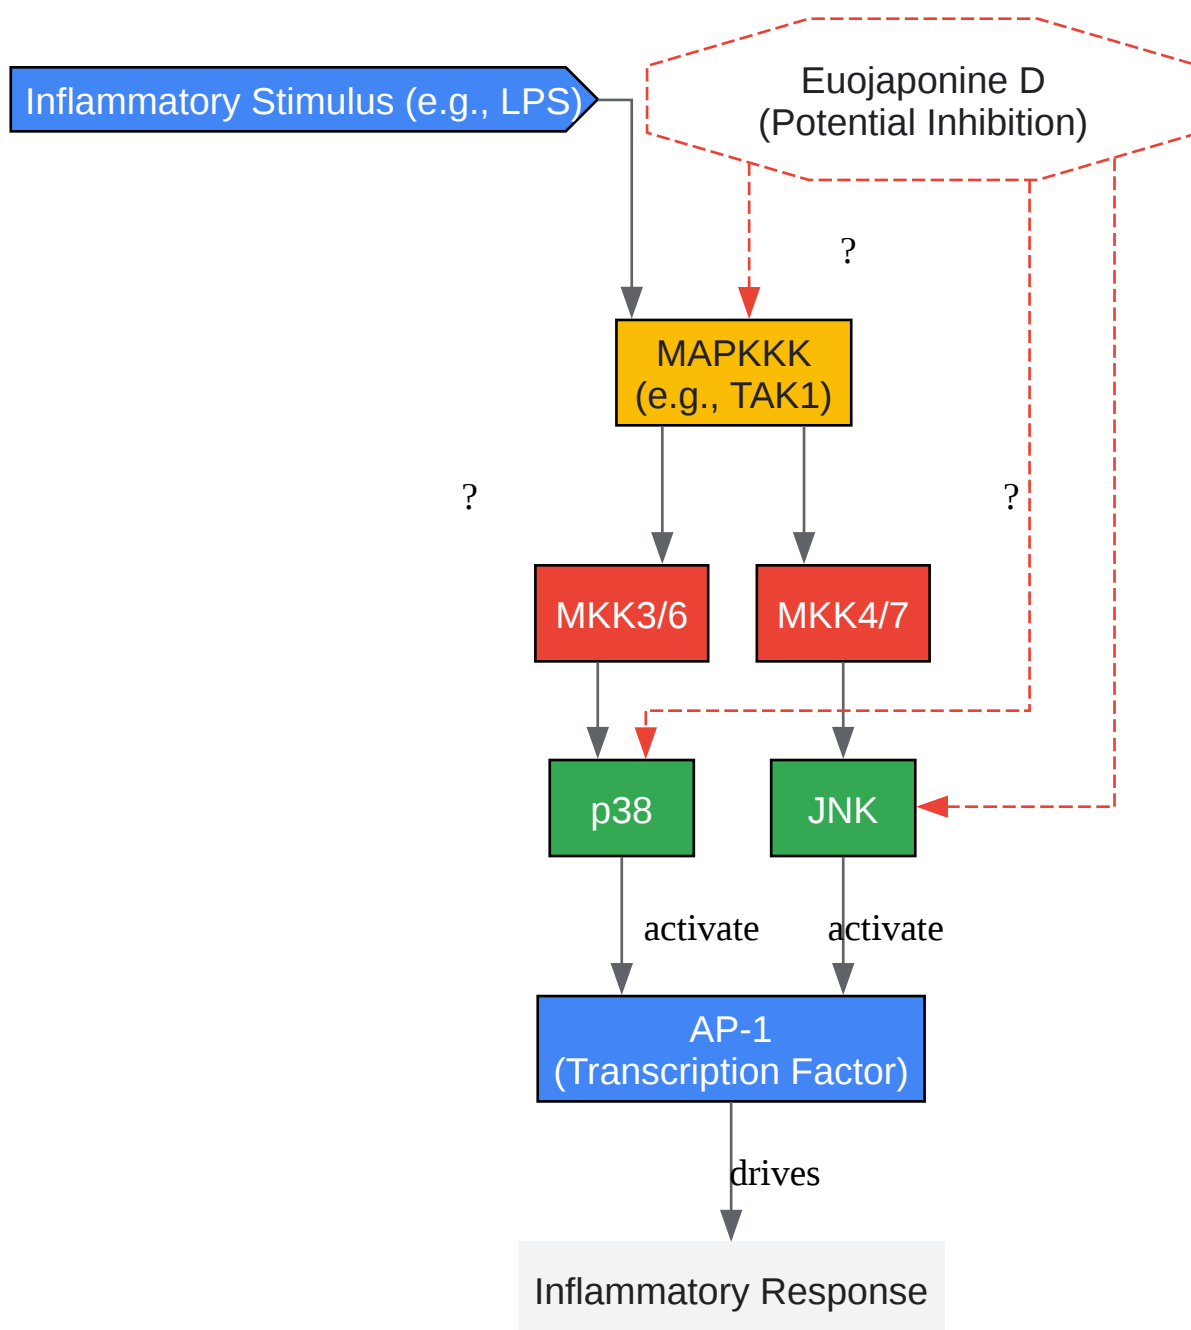 Inflammatory Stimulus (e.g., LPS)
Euojaponine D
(Potential Inhibition)
?
MAPKKK
(e.g., TAK1)
?
?
MKK3/6
MKK4/7
p38
JNK
activate
activate
AP-1
(Transcription Factor)
drives
Inflammatory Response